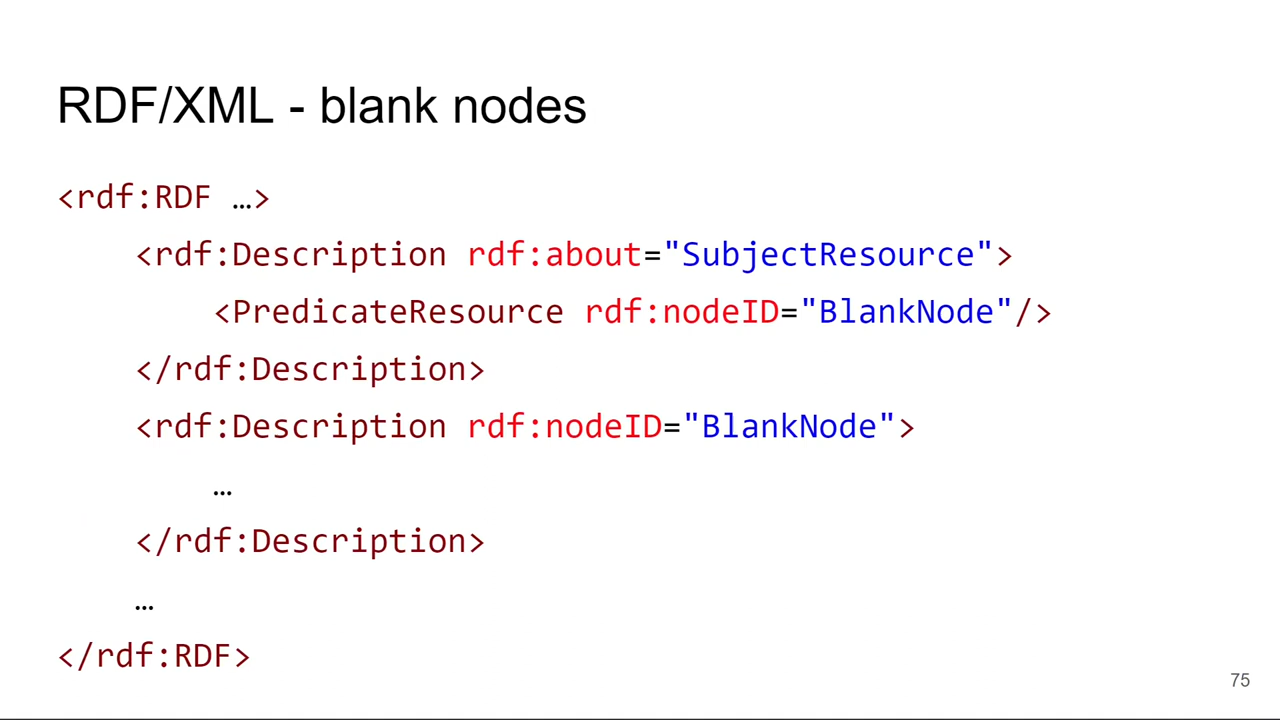 RDF/XML - blank nodes
<rdf:RDF …>
<rdf:Description rdf:about="SubjectResource">
<PredicateResource rdf:nodeID="BlankNode"/>
</rdf:Description>
<rdf:Description rdf:nodeID="BlankNode">
…
</rdf:Description>
…
</rdf:RDF>
75